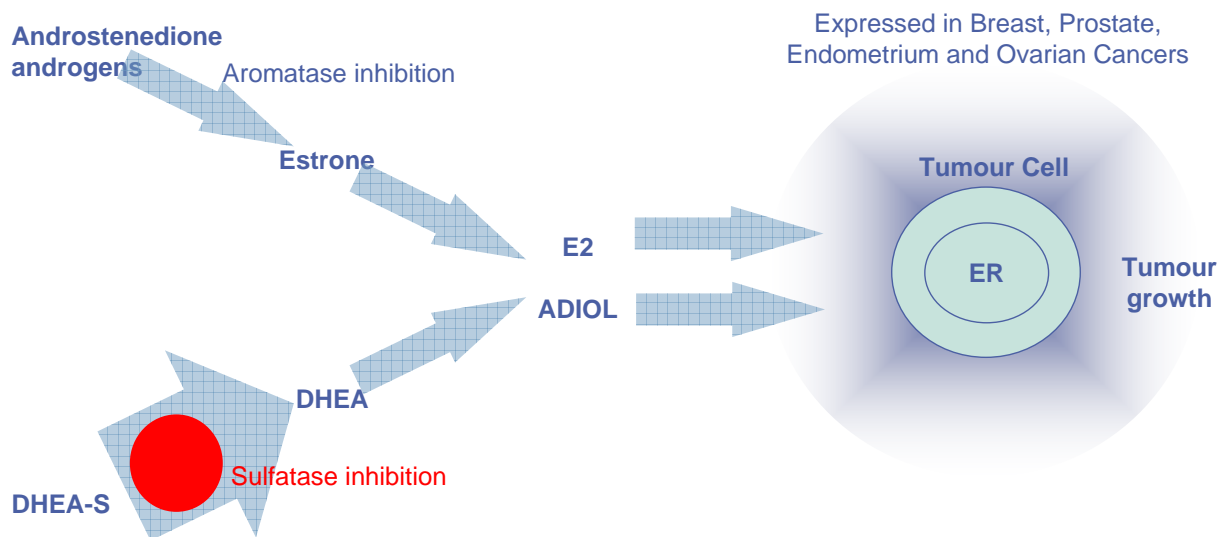 Androstenedione
androgens
Aromatase inhibition
Estrone
Expressed in Breast, Prostate,
Endometrium and Ovarian Cancers
Tumour Cell
E2
ER
Tumour
growth
ADIOL
DHEA
Sulfatase inhibition
DHEA-S